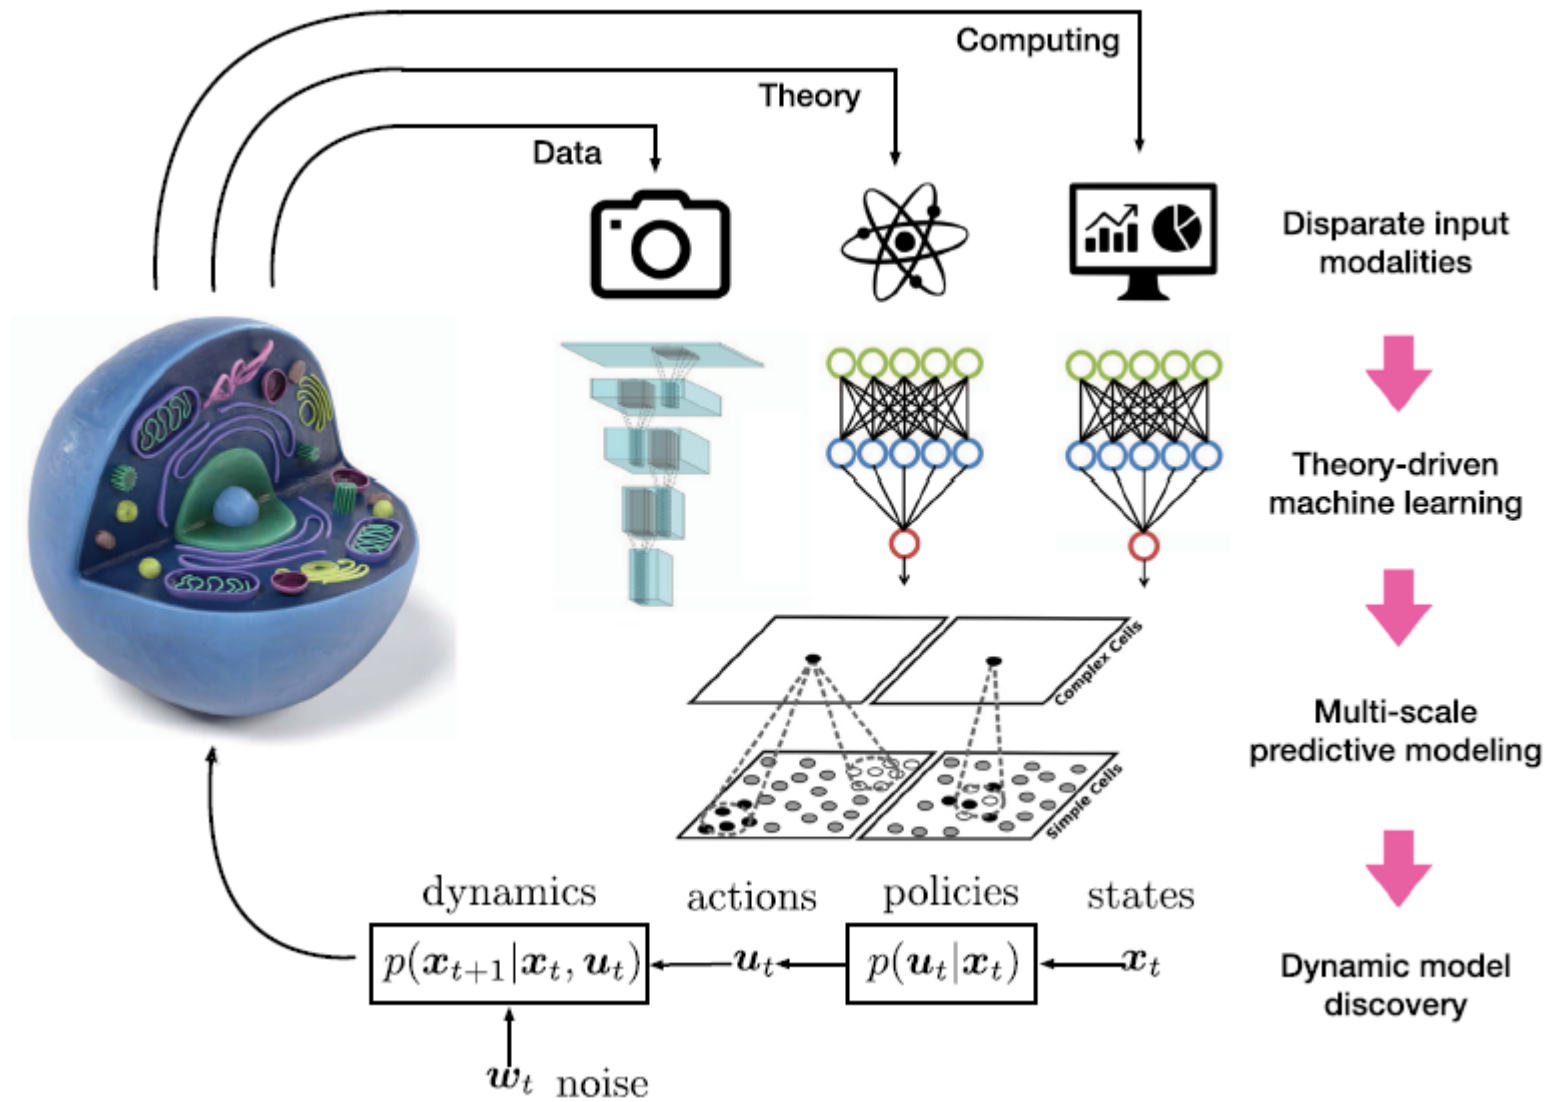 Computing
Theory
Data
Disparate input
modalities
Theory-driven
machine learning
Complex Cells
Multi-scale
predictive modeling
Simple Cells
dynamics actions policies states
p(x_{t+1}|x_t, u_t) u_t p(u_t|x_t) x_t
Dynamic model
discovery
w_t noise